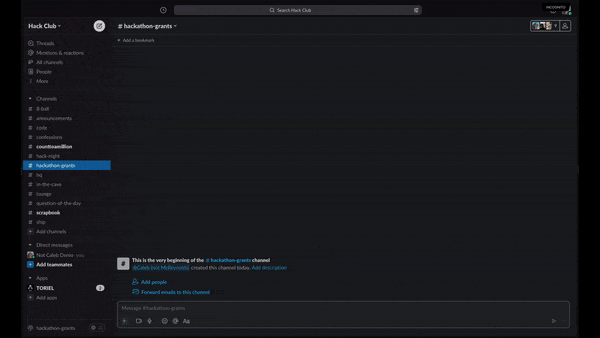 INCOGNITO
Search Hack Club
Hack Club
# hackathon-grants
Add a bookmark
Threads
Mentions & reactions
All channels
People
More
Channels
# 8-ball
# announcements
# code
# confessions
# counttoamillion
# hack-night
# hackathon-grants
# hq
# in-the-cave
# lounge
# question-of-the-day
# scrapbook
# ship
+ Add channels
Direct messages
Not Caleb Denio you
+ Add teammates
Apps
TORIEL 2
+ Add apps
This is the very beginning of the # hackathon-grants channel
created this channel today. Add description
Add people
Forward emails to this channel
Message #hackathon-grants
Aa
hackathon-grants